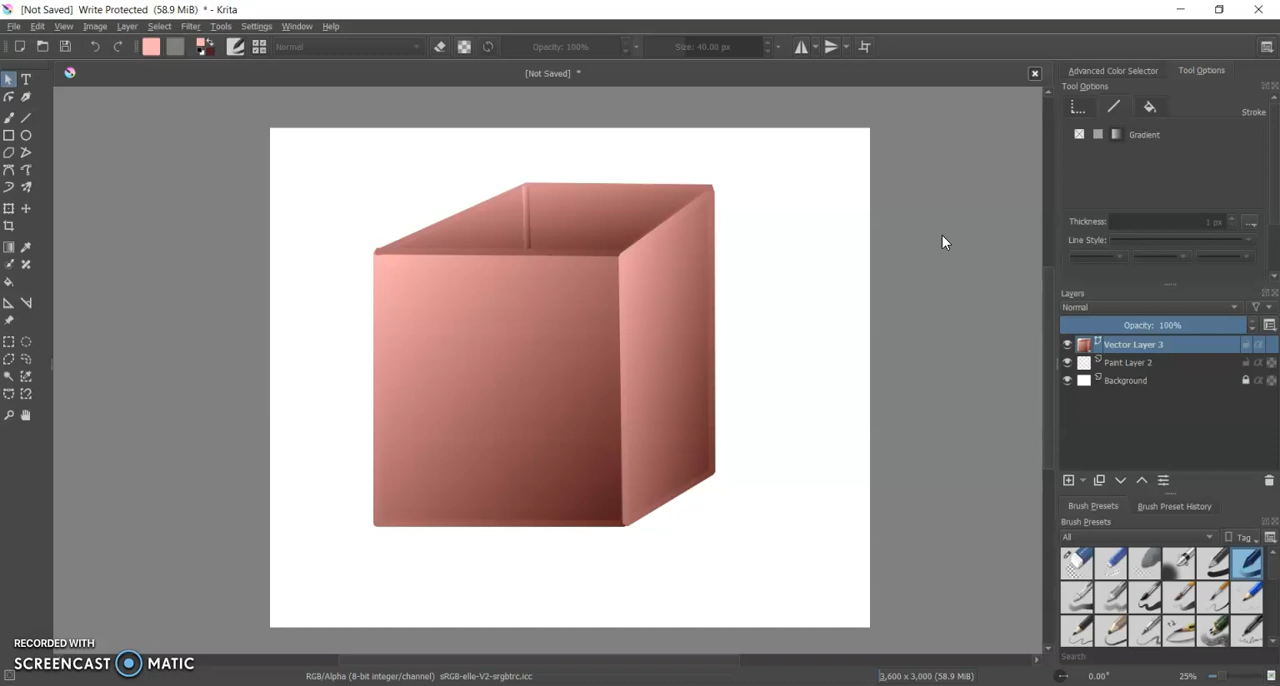 [Not Saved] Write Protected (58.9 MiB) * - Krita
File Edit View Image Layer Select Filter Tools Settings Window Help
Normal Opacity: 100% Size: 40.00 px
[Not Saved] *
Advanced Color Selector Tool Options
Tool Options
Stroke
Gradient
Thickness: 1 px
Line Style:
Layers
Normal
Opacity: 100%
Vector Layer 3
Paint Layer 2
Background
Brush Presets Brush Preset History
Brush Presets
All Tag
Search
RECORDED WITH
SCREENCAST MATIC
RGB/Alpha (8-bit integer/channel) sRGB-elle-V2-srgbtrc.icc 3,600 x 3,000 (58.9 MiB) 0.00° 25%